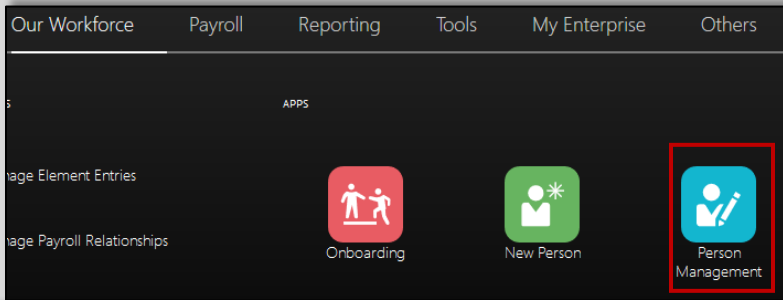 Our Workforce Payroll Reporting Tools My Enterprise Others
APPS
nage Element Entries
nage Payroll Relationships
Onboarding
New Person
Person
Management